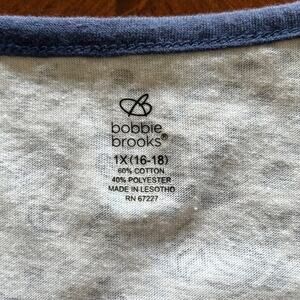 bobbie
brooks®
1X (16-18)
60% COTTON
40% POLYESTER
MADE IN LESOTHO
RN 67227